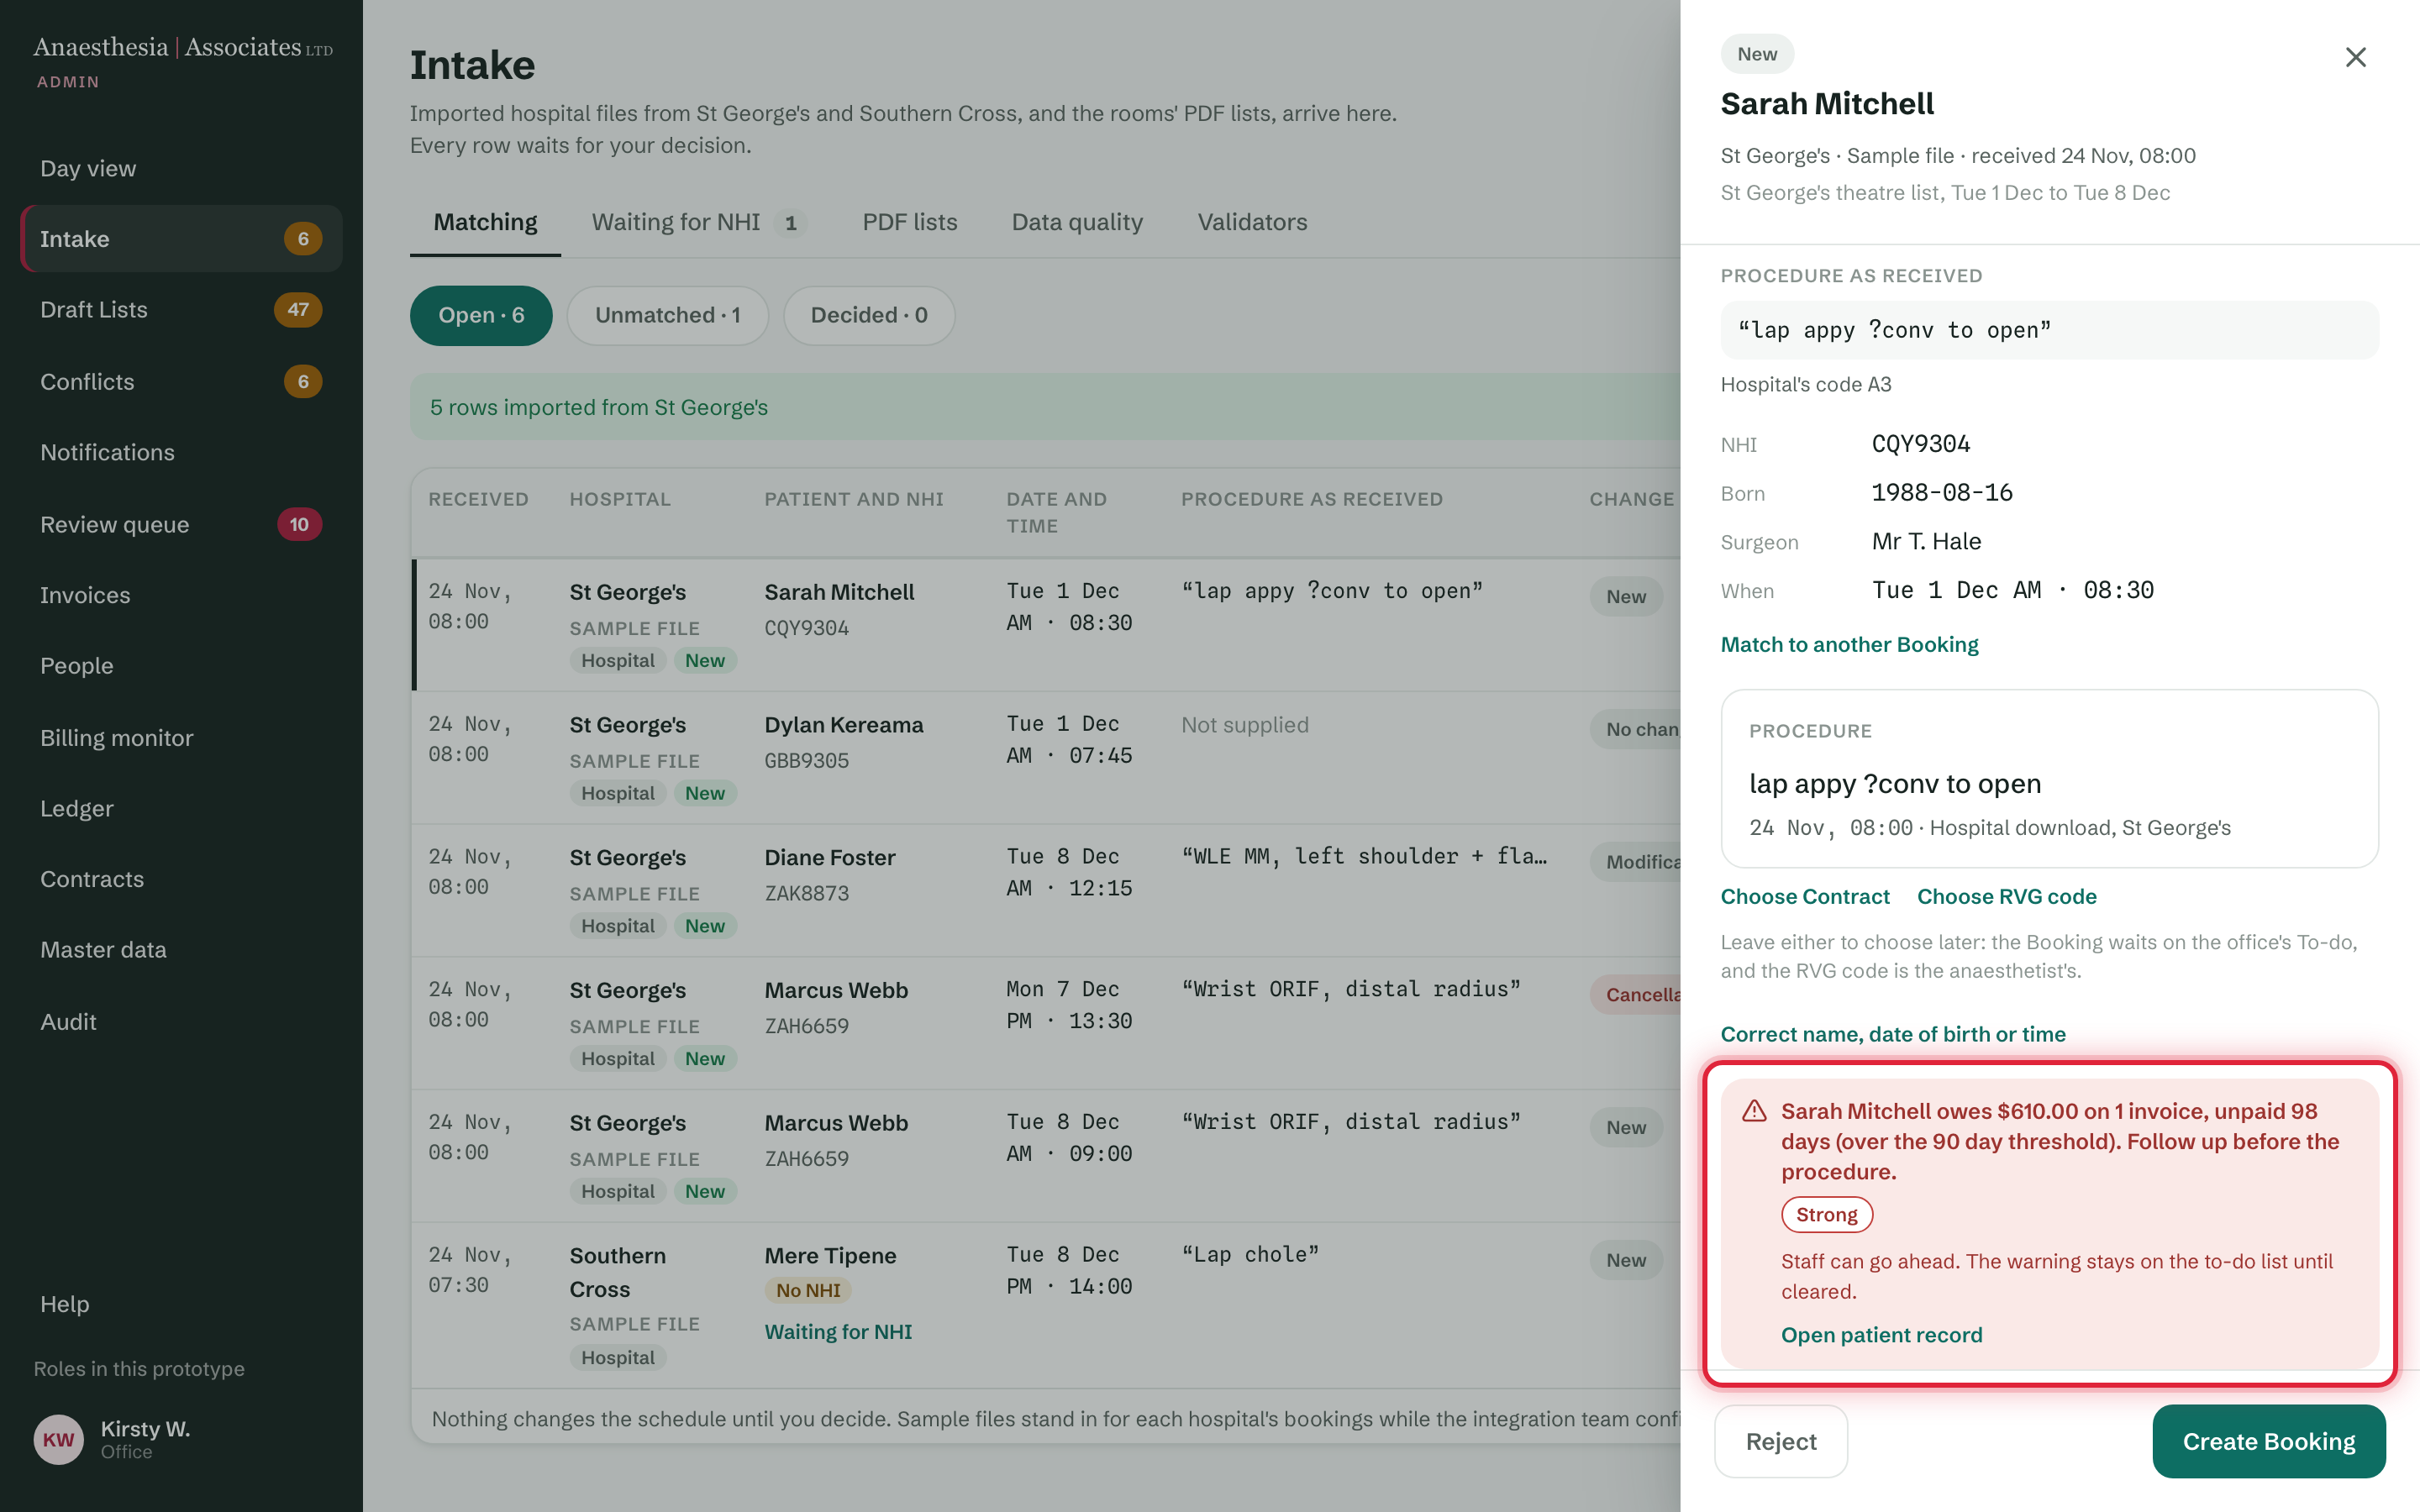 Anaesthesia | Associates LTD
ADMIN
Day view
Intake 6
Draft Lists 47
Conflicts 6
Notifications
Review queue 10
Invoices
People
Billing monitor
Ledger
Contracts
Master data
Audit
Help
Roles in this prototype
KW Kirsty W.
Office
Intake
Imported hospital files from St George's and Southern Cross, and the rooms' PDF lists, arrive here.
Every row waits for your decision.
Matching Waiting for NHI 1 PDF lists Data quality Validators
Open · 6 Unmatched · 1 Decided · 0
5 rows imported from St George's
RECEIVED HOSPITAL PATIENT AND NHI DATE AND TIME PROCEDURE AS RECEIVED CHANGE
24 Nov, St George's Sarah Mitchell Tue 1 Dec “lap appy ?conv to open” New
08:00 SAMPLE FILE CQY9304 AM · 08:30
Hospital New
24 Nov, St George's Dylan Kereama Tue 1 Dec Not supplied No chan
08:00 SAMPLE FILE GBB9305 AM · 07:45
Hospital New
24 Nov, St George's Diane Foster Tue 8 Dec “WLE MM, left shoulder + fla… Modifica
08:00 SAMPLE FILE ZAK8873 AM · 12:15
Hospital New
24 Nov, St George's Marcus Webb Mon 7 Dec “Wrist ORIF, distal radius” Cancella
08:00 SAMPLE FILE ZAH6659 PM · 13:30
Hospital New
24 Nov, St George's Marcus Webb Tue 8 Dec “Wrist ORIF, distal radius” New
08:00 SAMPLE FILE ZAH6659 AM · 09:00
Hospital New
24 Nov, Southern Mere Tipene Tue 8 Dec “Lap chole” New
07:30 Cross No NHI PM · 14:00
SAMPLE FILE Waiting for NHI
Hospital
Nothing changes the schedule until you decide. Sample files stand in for each hospital's bookings while the integration team confi
New
Sarah Mitchell
St George's · Sample file · received 24 Nov, 08:00
St George's theatre list, Tue 1 Dec to Tue 8 Dec
PROCEDURE AS RECEIVED
“lap appy ?conv to open”
Hospital's code A3
NHI CQY9304
Born 1988-08-16
Surgeon Mr T. Hale
When Tue 1 Dec AM · 08:30
Match to another Booking
PROCEDURE
lap appy ?conv to open
24 Nov, 08:00 · Hospital download, St George's
Choose Contract Choose RVG code
Leave either to choose later: the Booking waits on the office's To-do,
and the RVG code is the anaesthetist's.
Correct name, date of birth or time
Sarah Mitchell owes $610.00 on 1 invoice, unpaid 98
days (over the 90 day threshold). Follow up before the
procedure.
Strong
Staff can go ahead. The warning stays on the to-do list until
cleared.
Open patient record
Reject Create Booking